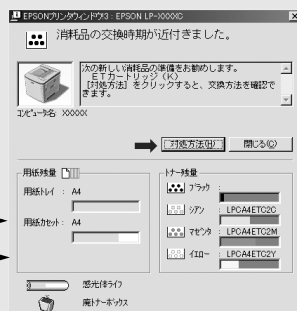 EPSONプリンタウィンドウ!3 : EPSON LP-XXXXC
消耗品の交換時期が近付きました。
次の新しい消耗品の準備をお勧めします。
ETカートリッジ(K)
[対処方法]をクリックすると、交換方法を確認で
きます。
コンピュータ名: XXXXX
対処方法(H)
閉じる(C)
用紙残量
用紙トレイ : A4
用紙カセット : A4
トナー残量
ブラック :
シアン : LPCA4ETC2C
マゼンタ : LPCA4ETC2M
イエロー : LPCA4ETC2Y
感光体ライフ
廃トナーボックス